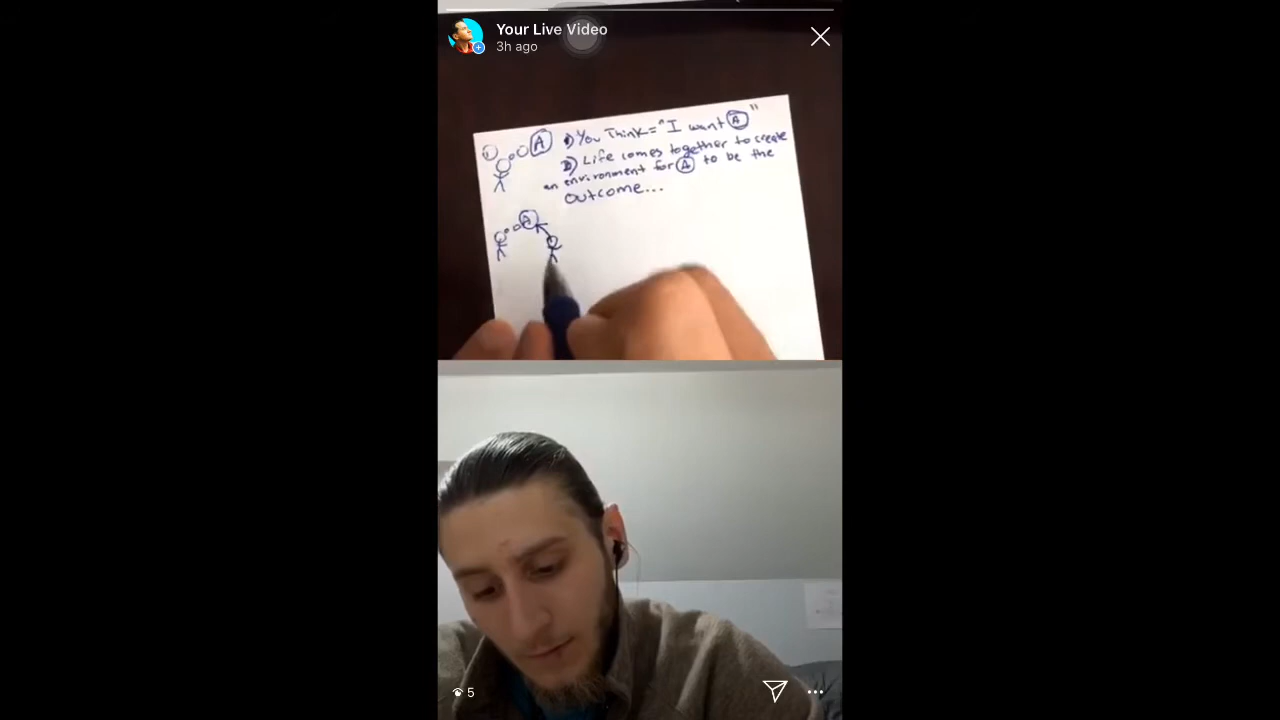 Your Live Video
3h ago
A 1) You Think = "I want A"
2) Life comes together to create
an environment for A to be the
outcome...
A
5